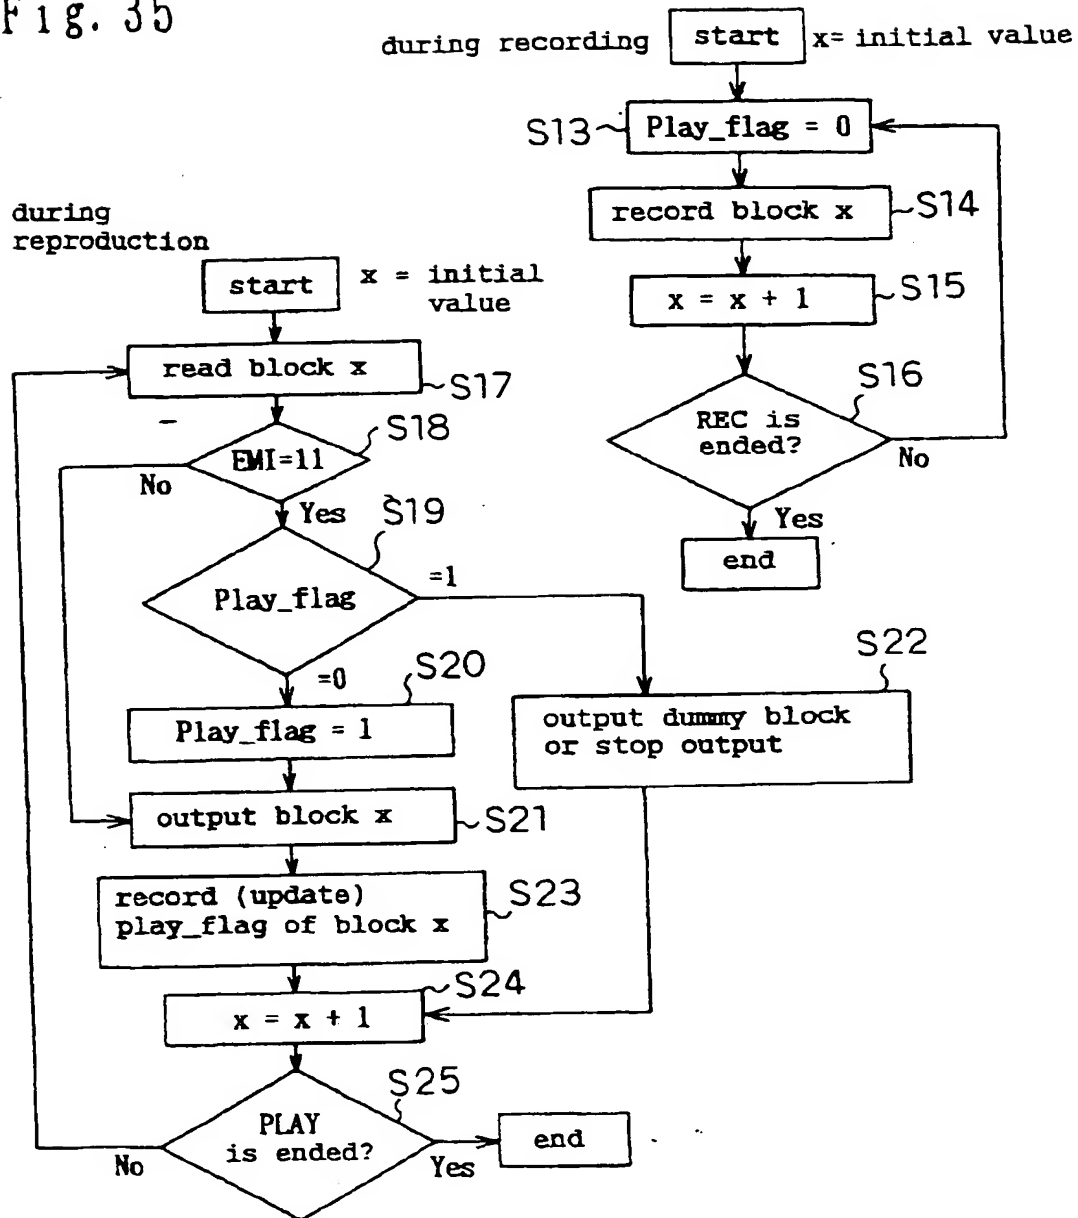 Fig. 35
during recording
start
x= initial value
S13
Play_flag = 0
record block x
S14
x = x + 1
S15
S16
REC is
ended?
No
Yes
end
during
reproduction
start
x = initial
value
read block x
S17
S18
EMI=11
No
Yes
S19
Play_flag
=1
=0
S20
Play_flag = 1
S22
output dummy block
or stop output
output block x
S21
record (update)
play_flag of block x
S23
S24
x = x + 1
S25
PLAY
is ended?
No
Yes
end